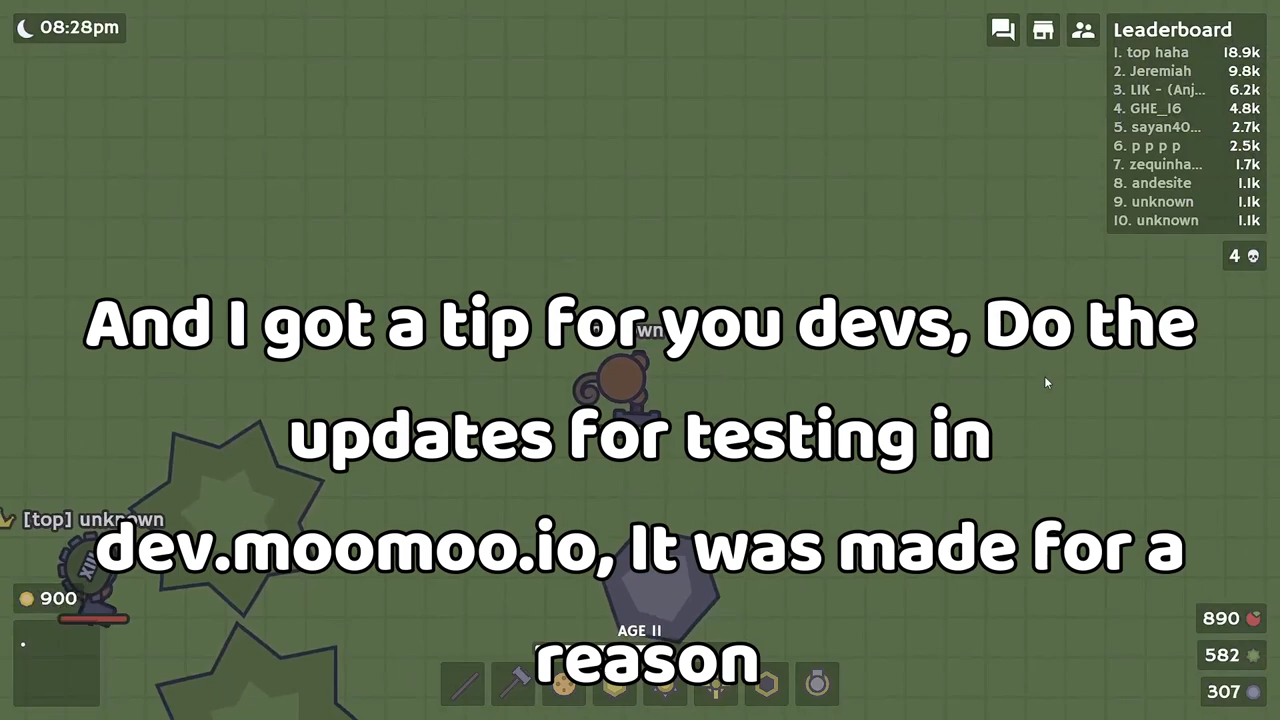 08:28pm
Leaderboard
1. top haha 18.9k
2. Jeremiah 9.8k
3. LIK - (Anj... 6.2k
4. GHE_16 4.8k
5. sayan40... 2.7k
6. p p p p 2.5k
7. zequinha... 1.7k
8. andesite 1.1k
9. unknown 1.1k
10. unknown 1.1k
4
And I got a tip for you devs, Do the
updates for testing in
[top] unknown
dev.moomoo.io, It was made for a
900
890
AGE 11
reason
582
307